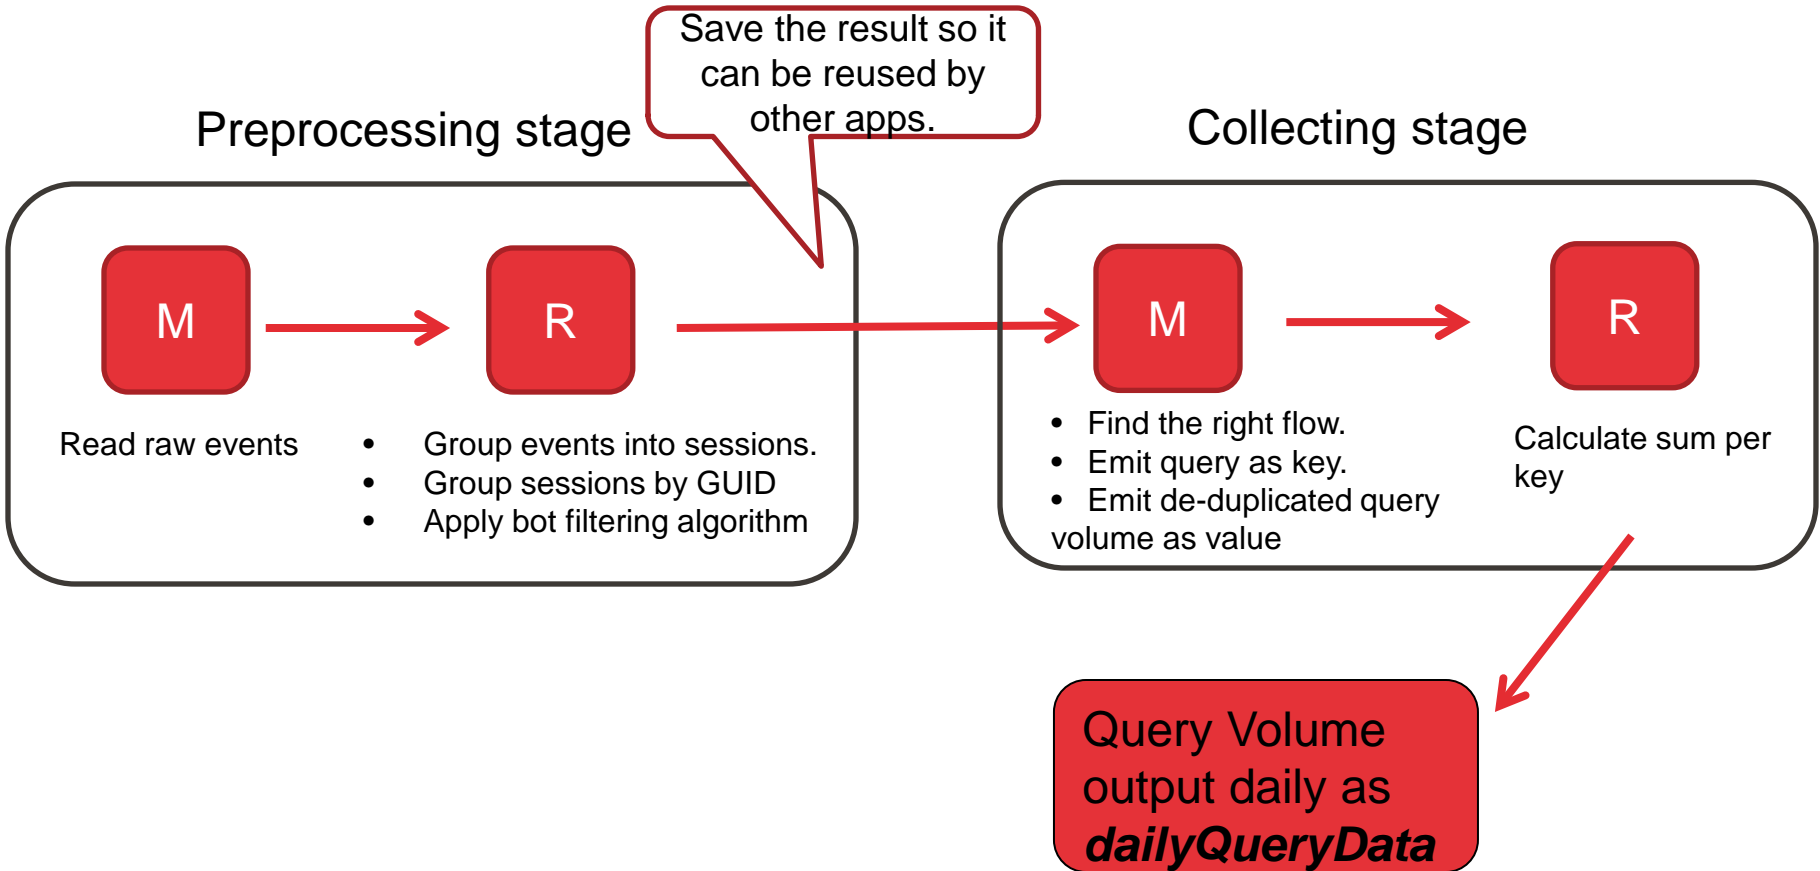 Save the result so it
can be reused by
other apps.
Preprocessing stage
Collecting stage
M
R
M
R
Read raw events
• Group events into sessions.
• Group sessions by GUID
• Apply bot filtering algorithm
• Find the right flow.
• Emit query as key.
• Emit de-duplicated query
volume as value
Calculate sum per
key
Query Volume
output daily as
dailyQueryData